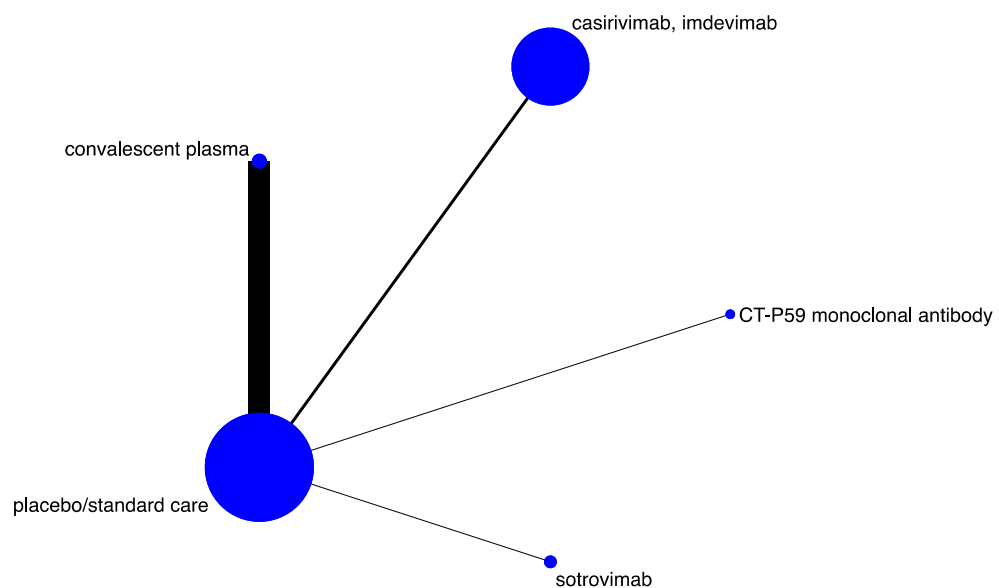 casirivimab, imdevimab
convalescent plasma
CT-P59 monoclonal antibody
placebo/standard care
sotrovimab